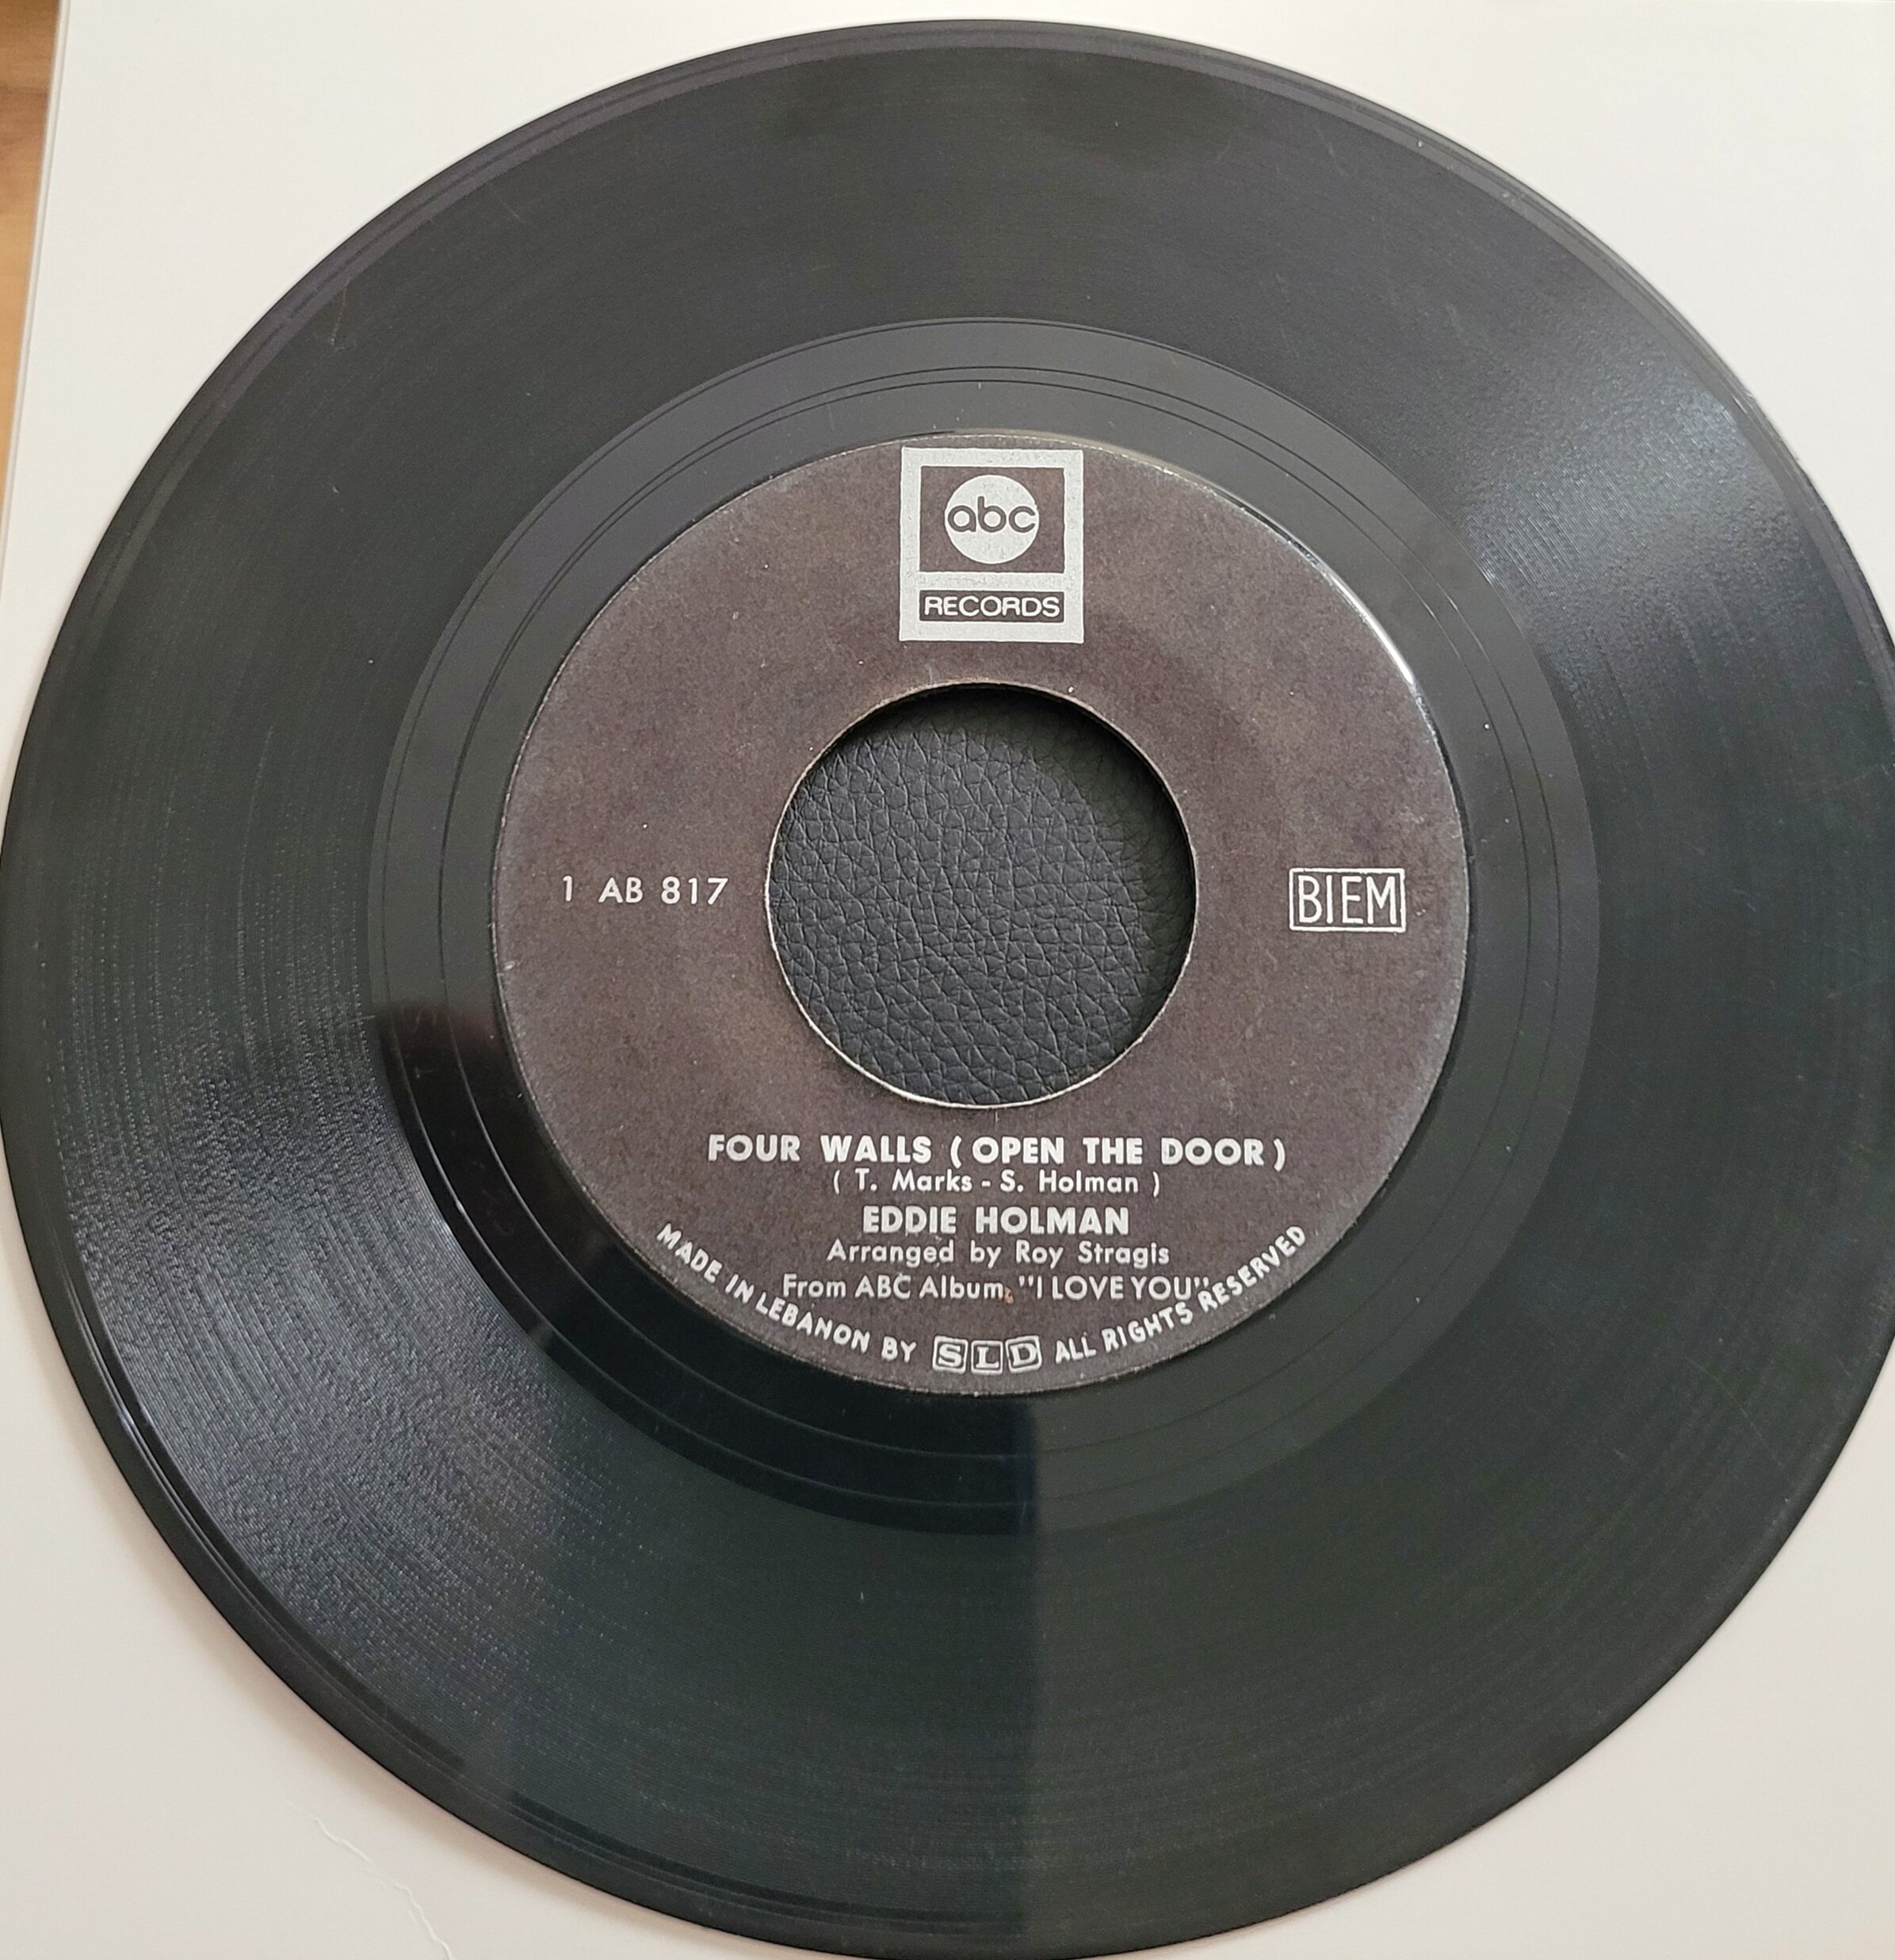 abc
RECORDS
1 AB 817
BIEM
FOUR WALLS (OPEN THE DOOR)
( T. Marks - S. Holman )
EDDIE HOLMAN
Arranged by Roy Stragis
From ABC Album, "I LOVE YOU"
MADE IN LEBANON BY SLD ALL RIGHTS RESERVED